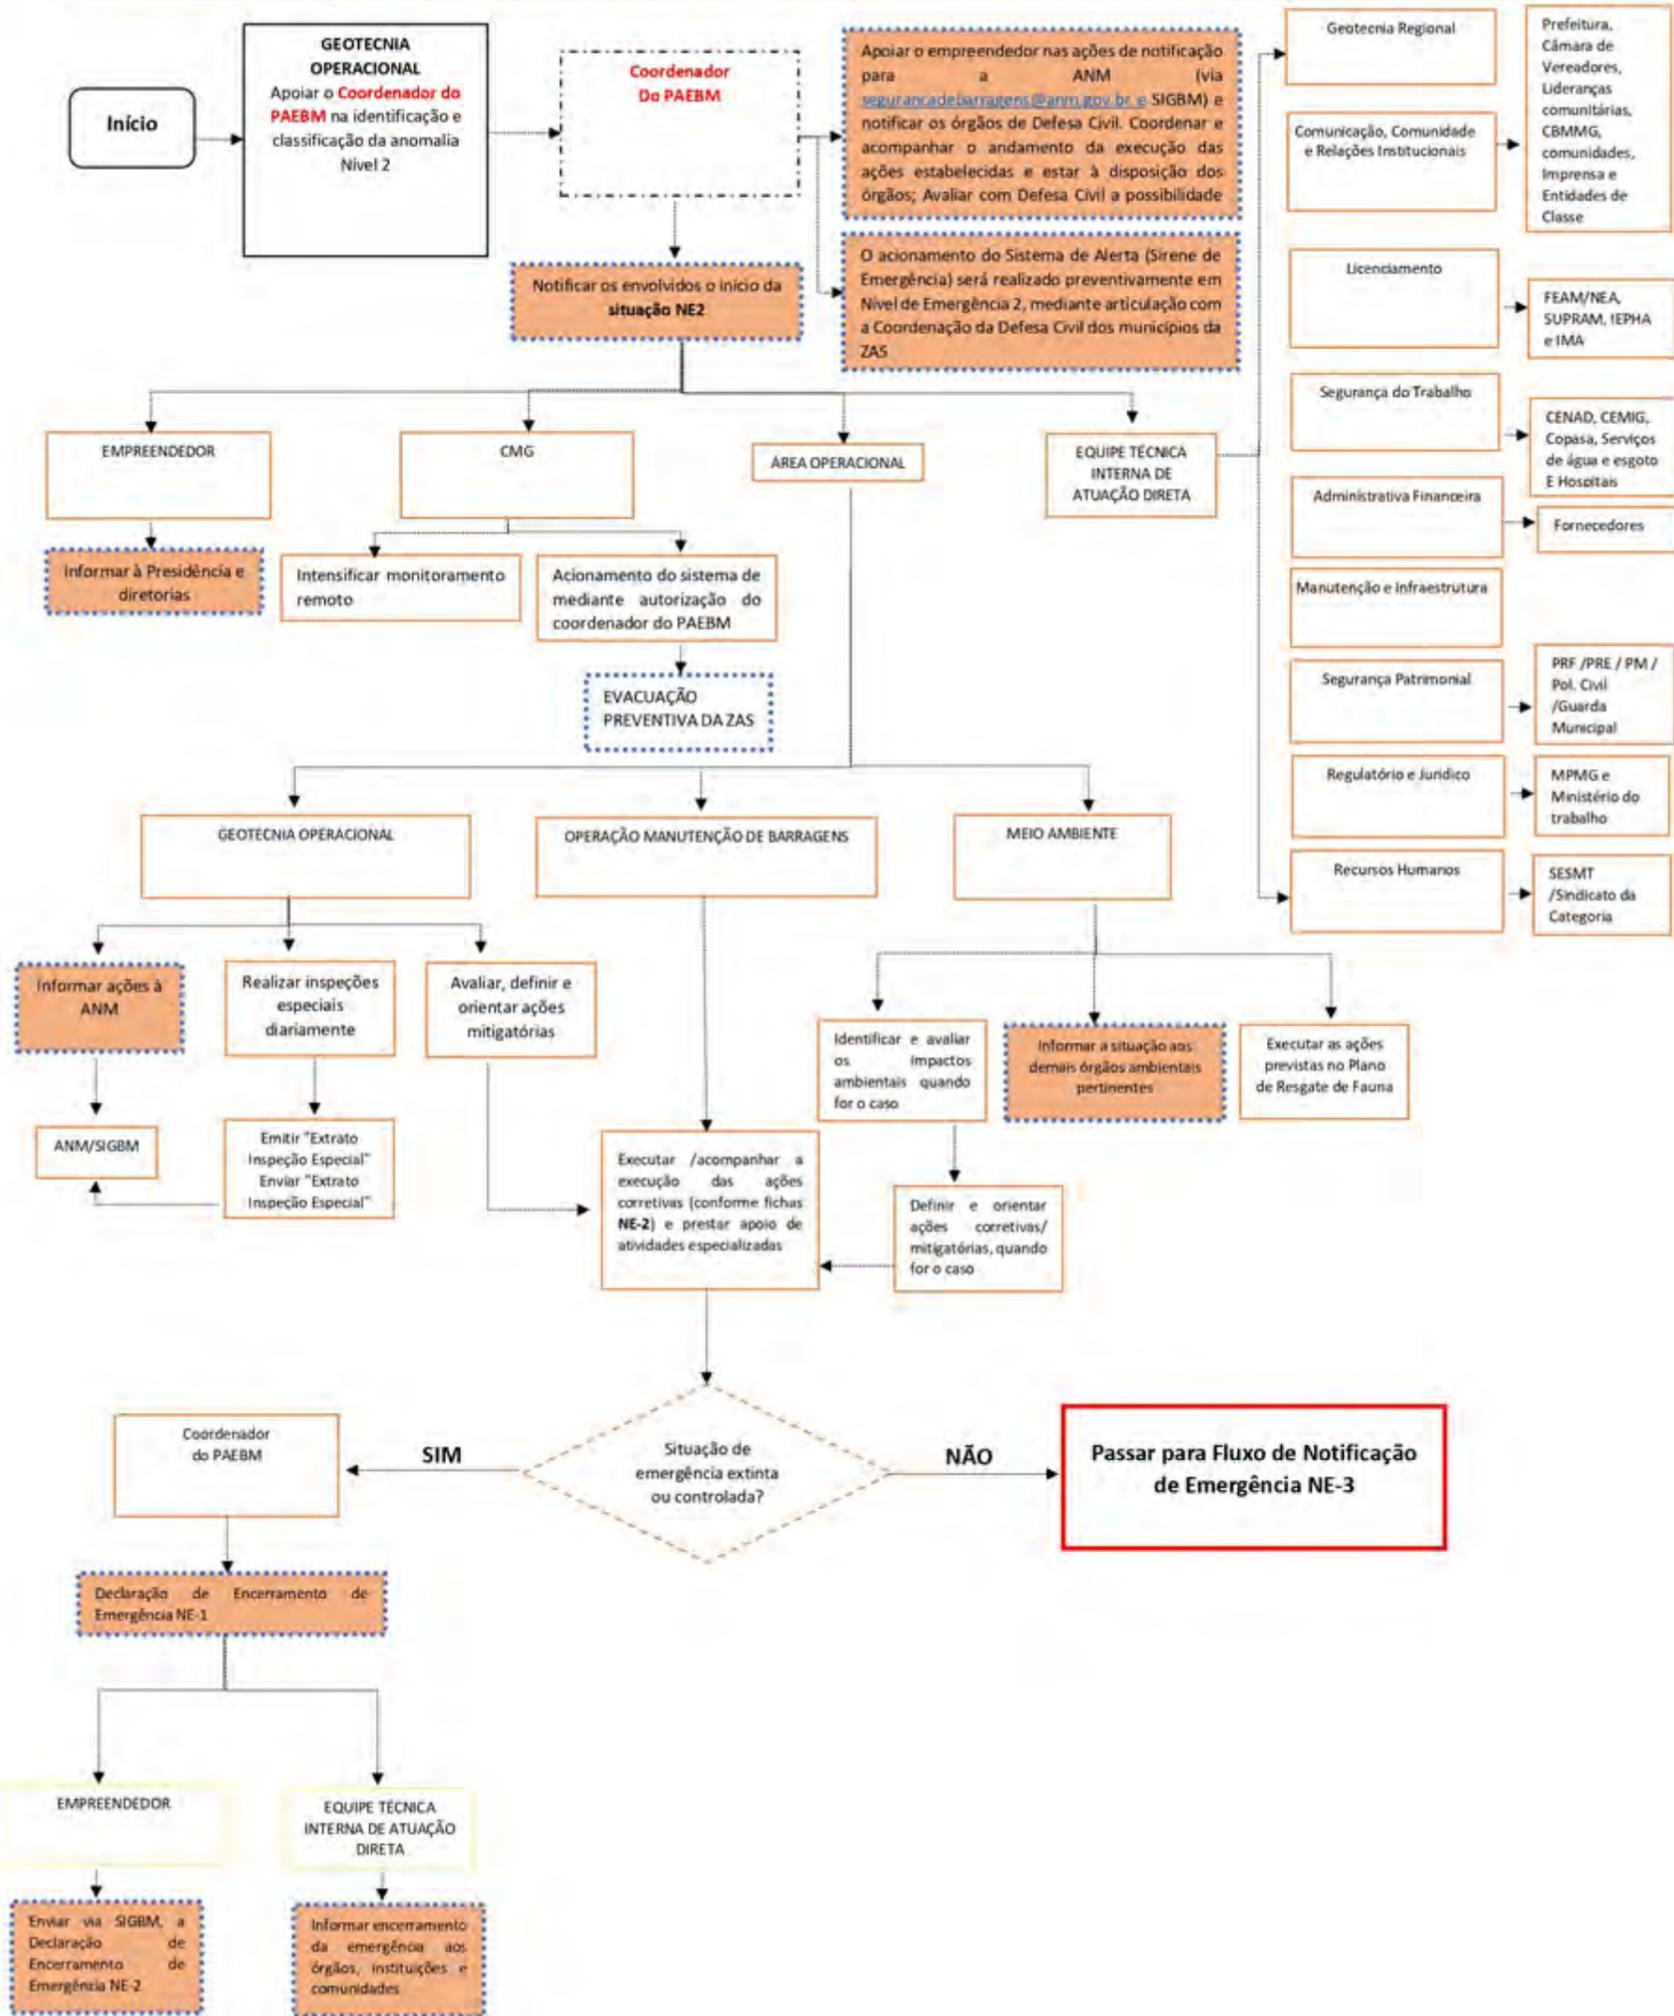 Início
GEOTECNIA
OPERACIONAL
Apoiar o Coordenador do
PAEBM na identificação e
classificação da anomalia
Nível 2
Coordenador
Do PAEBM
Apoiar o empreendedor nas ações de notificação
para a ANM (via
segurancadebarragens@anm.gov.br e SIGBM) e
notificar os órgãos de Defesa Civil. Coordenar e
acompanhar o andamento da execução das
ações estabelecidas e estar à disposição dos
órgãos; Avaliar com Defesa Civil a possibilidade
O acionamento do Sistema de Alerta (Sirene de
Emergência) será realizado preventivamente em
Nível de Emergência 2, mediante articulação com
a Coordenação da Defesa Civil dos municípios da
ZAS
Notificar os envolvidos o início da
situação NE2
Geotecnia Regional
Comunicação, Comunidade
e Relações Institucionais
Prefeitura,
Câmara de
Vereadores,
Lideranças
comunitárias,
CBMMG,
comunidades,
Imprensa e
Entidades de
Classe
Licenciamento
FEAM/NEA,
SUPRAM, IEPHA
e IMA
Segurança do Trabalho
CENAD, CEMIG,
Copasa, Serviços
de água e esgoto
E Hospitais
Administrativa Financeira
Fornecedores
Manutenção e Infraestrutura
Segurança Patrimonial
PRF /PRE / PM /
Pol. Civil
/Guarda
Municipal
Regulatório e Jurídico
MPMG e
Ministério do
trabalho
Recursos Humanos
SESMT
/Sindicato da
Categoria
EMPREENDEDOR
CMG
ÁREA OPERACIONAL
EQUIPE TÉCNICA
INTERNA DE
ATUAÇÃO DIRETA
Informar à Presidência e
diretorias
Intensificar monitoramento
remoto
Acionamento do sistema de
mediante autorização do
coordenador do PAEBM
EVACUAÇÃO
PREVENTIVA DA ZAS
GEOTECNIA OPERACIONAL
OPERAÇÃO MANUTENÇÃO DE BARRAGENS
MEIO AMBIENTE
Informar ações à
ANM
Realizar inspeções
especiais
diariamente
Avaliar, definir e
orientar ações
mitigatórias
ANM/SIGBM
Emitir "Extrato
Inspeção Especial"
Enviar "Extrato
Inspeção Especial"
Identificar e avaliar
os impactos
ambientais quando
for o caso
Informar a situação aos
demais órgãos ambientais
pertinentes
Executar as ações
previstas no Plano
de Resgate de Fauna
Executar /acompanhar a
execução das ações
corretivas (conforme fichas
NE-2) e prestar apoio de
atividades especializadas
Definir e orientar
ações corretivas/
mitigatórias, quando
for o caso
Situação de
emergência extinta
ou controlada?
SIM
NÃO
Passar para Fluxo de Notificação
de Emergência NE-3
Coordenador
do PAEBM
Declaração de Encerramento de
Emergência NE-1
EMPREENDEDOR
EQUIPE TÉCNICA
INTERNA DE ATUAÇÃO
DIRETA
Enviar via SIGBM, a
Declaração de
Encerramento de
Emergência NE-2
Informar encerramento
da emergência aos
órgãos, instituições e
comunidades